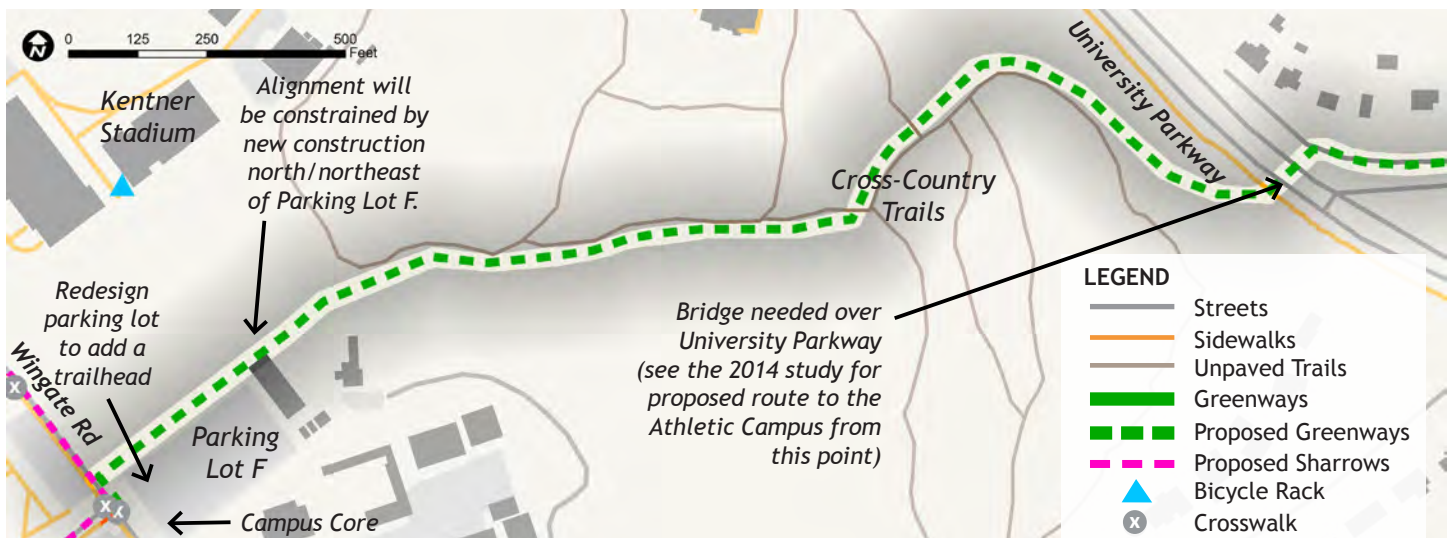 N
0 125 250 500
Feet
Kentner
Stadium
Alignment will
be constrained by
new construction
north/northeast
of Parking Lot F.
University Parkway
Cross-Country
Trails
Redesign
parking lot
to add a
trailhead
Wingate Rd
Parking
Lot F
Campus Core
Bridge needed over
University Parkway
(see the 2014 study for
proposed route to the
Athletic Campus from
this point)
LEGEND
Streets
Sidewalks
Unpaved Trails
Greenways
Proposed Greenways
Proposed Sharrows
Bicycle Rack
x Crosswalk
x
x
x